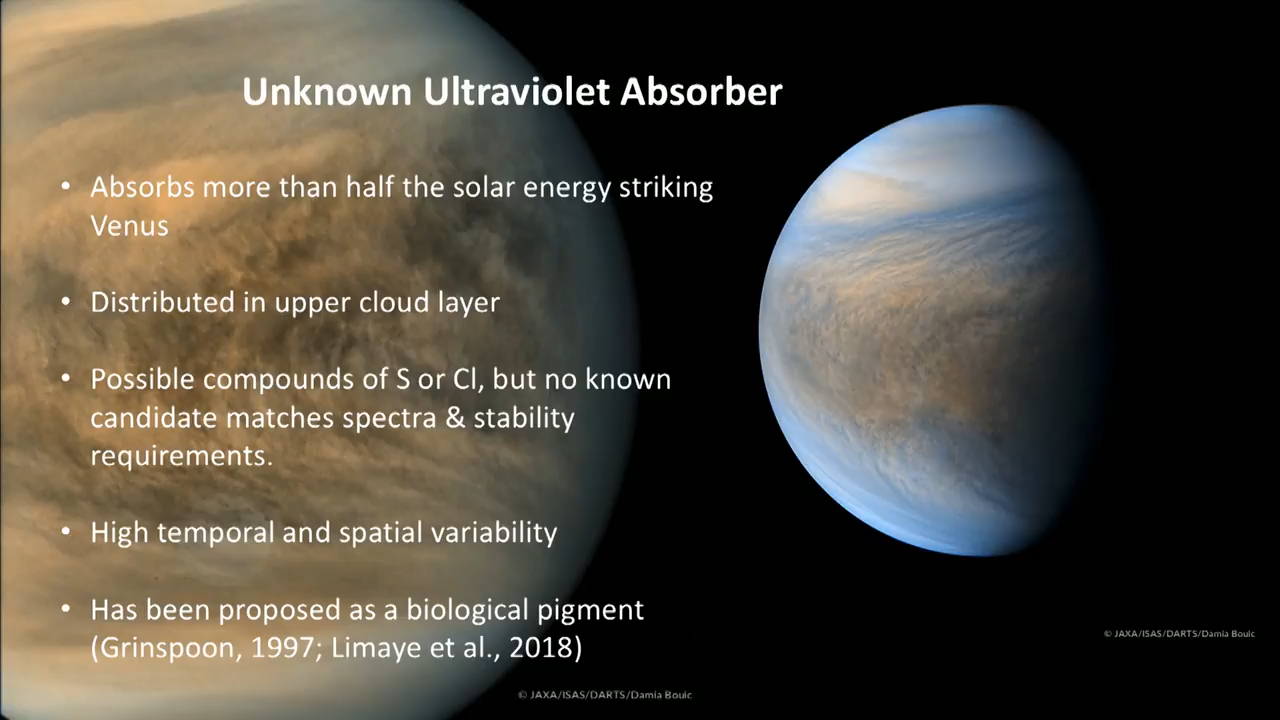 Unknown Ultraviolet Absorber
• Absorbs more than half the solar energy striking
Venus
• Distributed in upper cloud layer
• Possible compounds of S or Cl, but no known
candidate matches spectra & stability
requirements.
• High temporal and spatial variability
• Has been proposed as a biological pigment
(Grinspoon, 1997; Limaye et al., 2018)
© JAXA/ISAS/DARTS/Damia Bouic
© JAXA/ISAS/DARTS/Damia Bouic